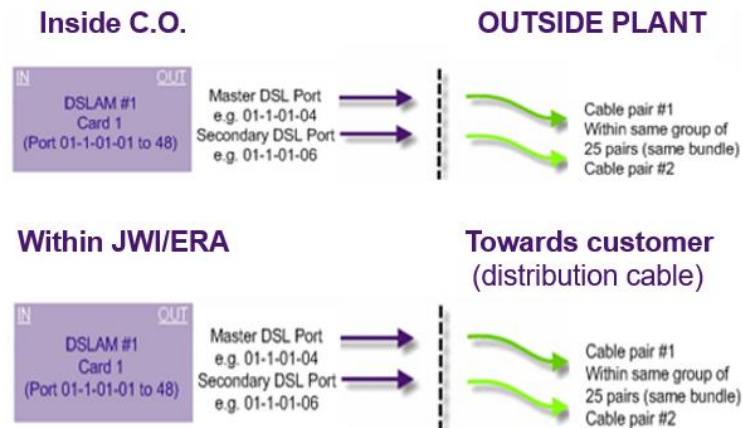 Inside C.O.
OUTSIDE PLANT
IN OUT
DSLAM #1
Card 1
(Port 01-1-01-01 to 48)
Master DSL Port
e.g. 01-1-01-04
Secondary DSL Port
e.g. 01-1-01-06
Cable pair #1
Within same group of
25 pairs (same bundle)
Cable pair #2
Within JWI/ERA
Towards customer
(distribution cable)
IN OUT
DSLAM #1
Card 1
(Port 01-1-01-01 to 48)
Master DSL Port
e.g. 01-1-01-04
Secondary DSL Port
e.g. 01-1-01-06
Cable pair #1
Within same group of
25 pairs (same bundle)
Cable pair #2